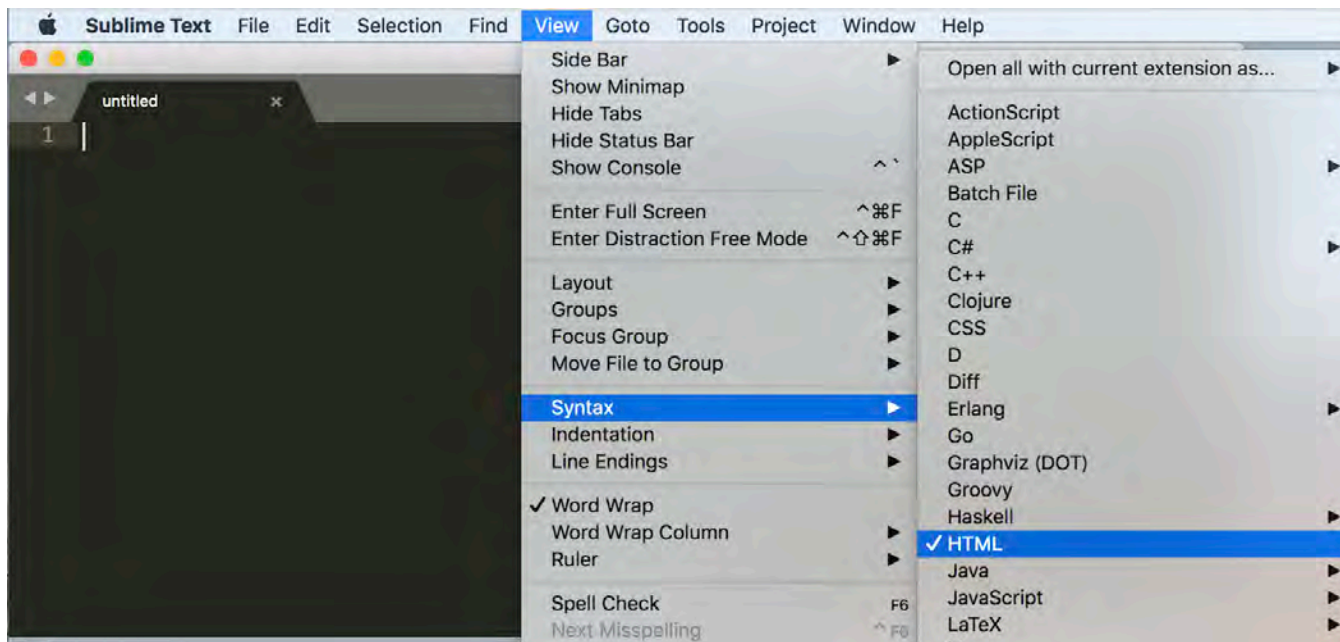 Sublime Text File Edit Selection Find View Goto Tools Project Window Help
untitled ×
1
Side Bar ▶
Show Minimap
Hide Tabs
Hide Status Bar
Show Console ^`
Enter Full Screen ^⌘F
Enter Distraction Free Mode ^⇧⌘F
Layout ▶
Groups ▶
Focus Group ▶
Move File to Group ▶
Syntax ▶
Indentation ▶
Line Endings ▶
✓ Word Wrap
Word Wrap Column ▶
Ruler ▶
Spell Check F6
Next Misspelling ^F6
Open all with current extension as... ▶
ActionScript
AppleScript
ASP ▶
Batch File
C
C# ▶
C++
Clojure
CSS
D
Diff
Erlang ▶
Go
Graphviz (DOT)
Groovy
Haskell ▶
✓ HTML
Java ▶
JavaScript ▶
LaTeX ▶